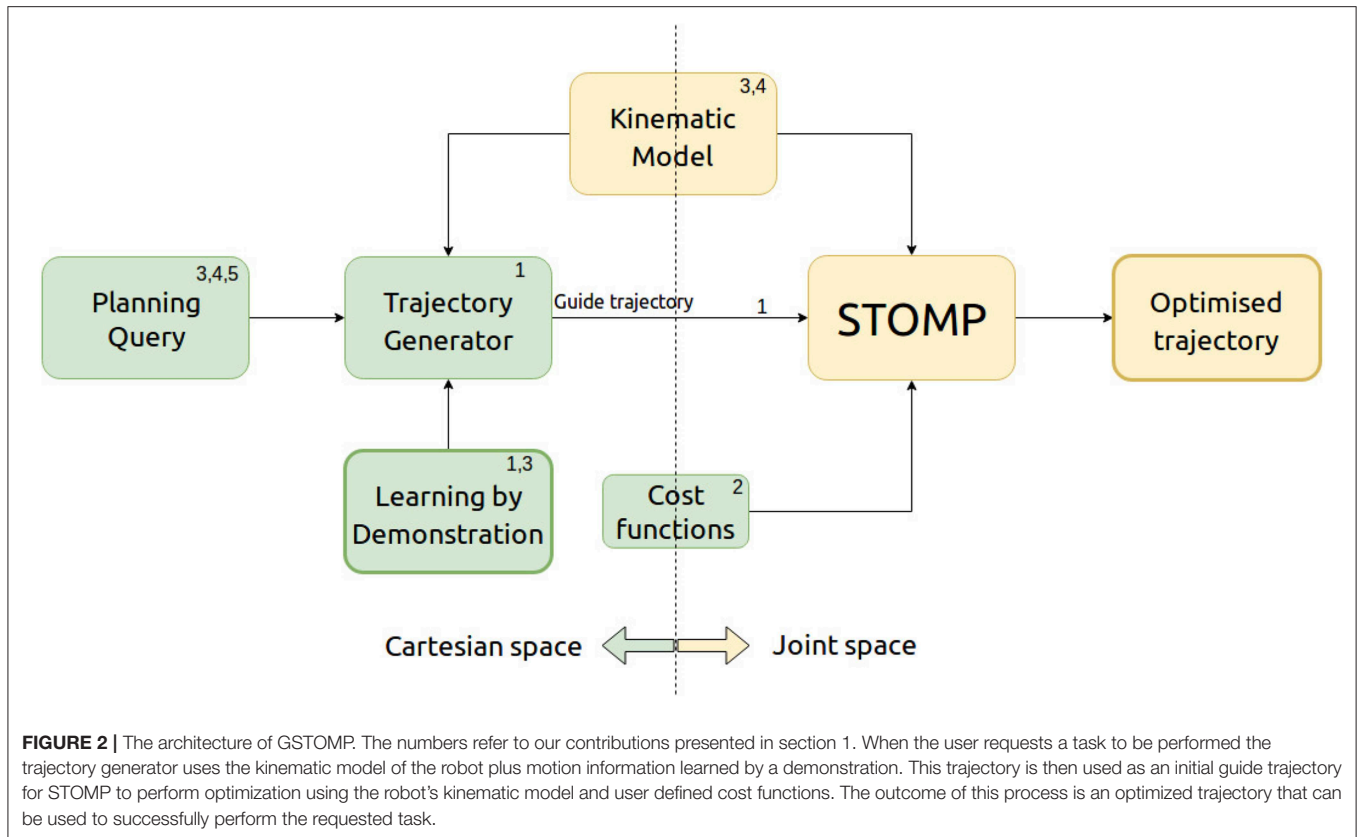 3,4
Kinematic
Model
3,4,5
Planning
Query
1
Trajectory
Generator
Guide trajectory
1
STOMP
Optimised
trajectory
1,3
Learning by
Demonstration
2
Cost
functions
Cartesian space
Joint space
FIGURE 2 | The architecture of GSTOMP. The numbers refer to our contributions presented in section 1. When the user requests a task to be performed the
trajectory generator uses the kinematic model of the robot plus motion information learned by a demonstration. This trajectory is then used as an initial guide trajectory
for STOMP to perform optimization using the robot's kinematic model and user defined cost functions. The outcome of this process is an optimized trajectory that can
be used to successfully perform the requested task.